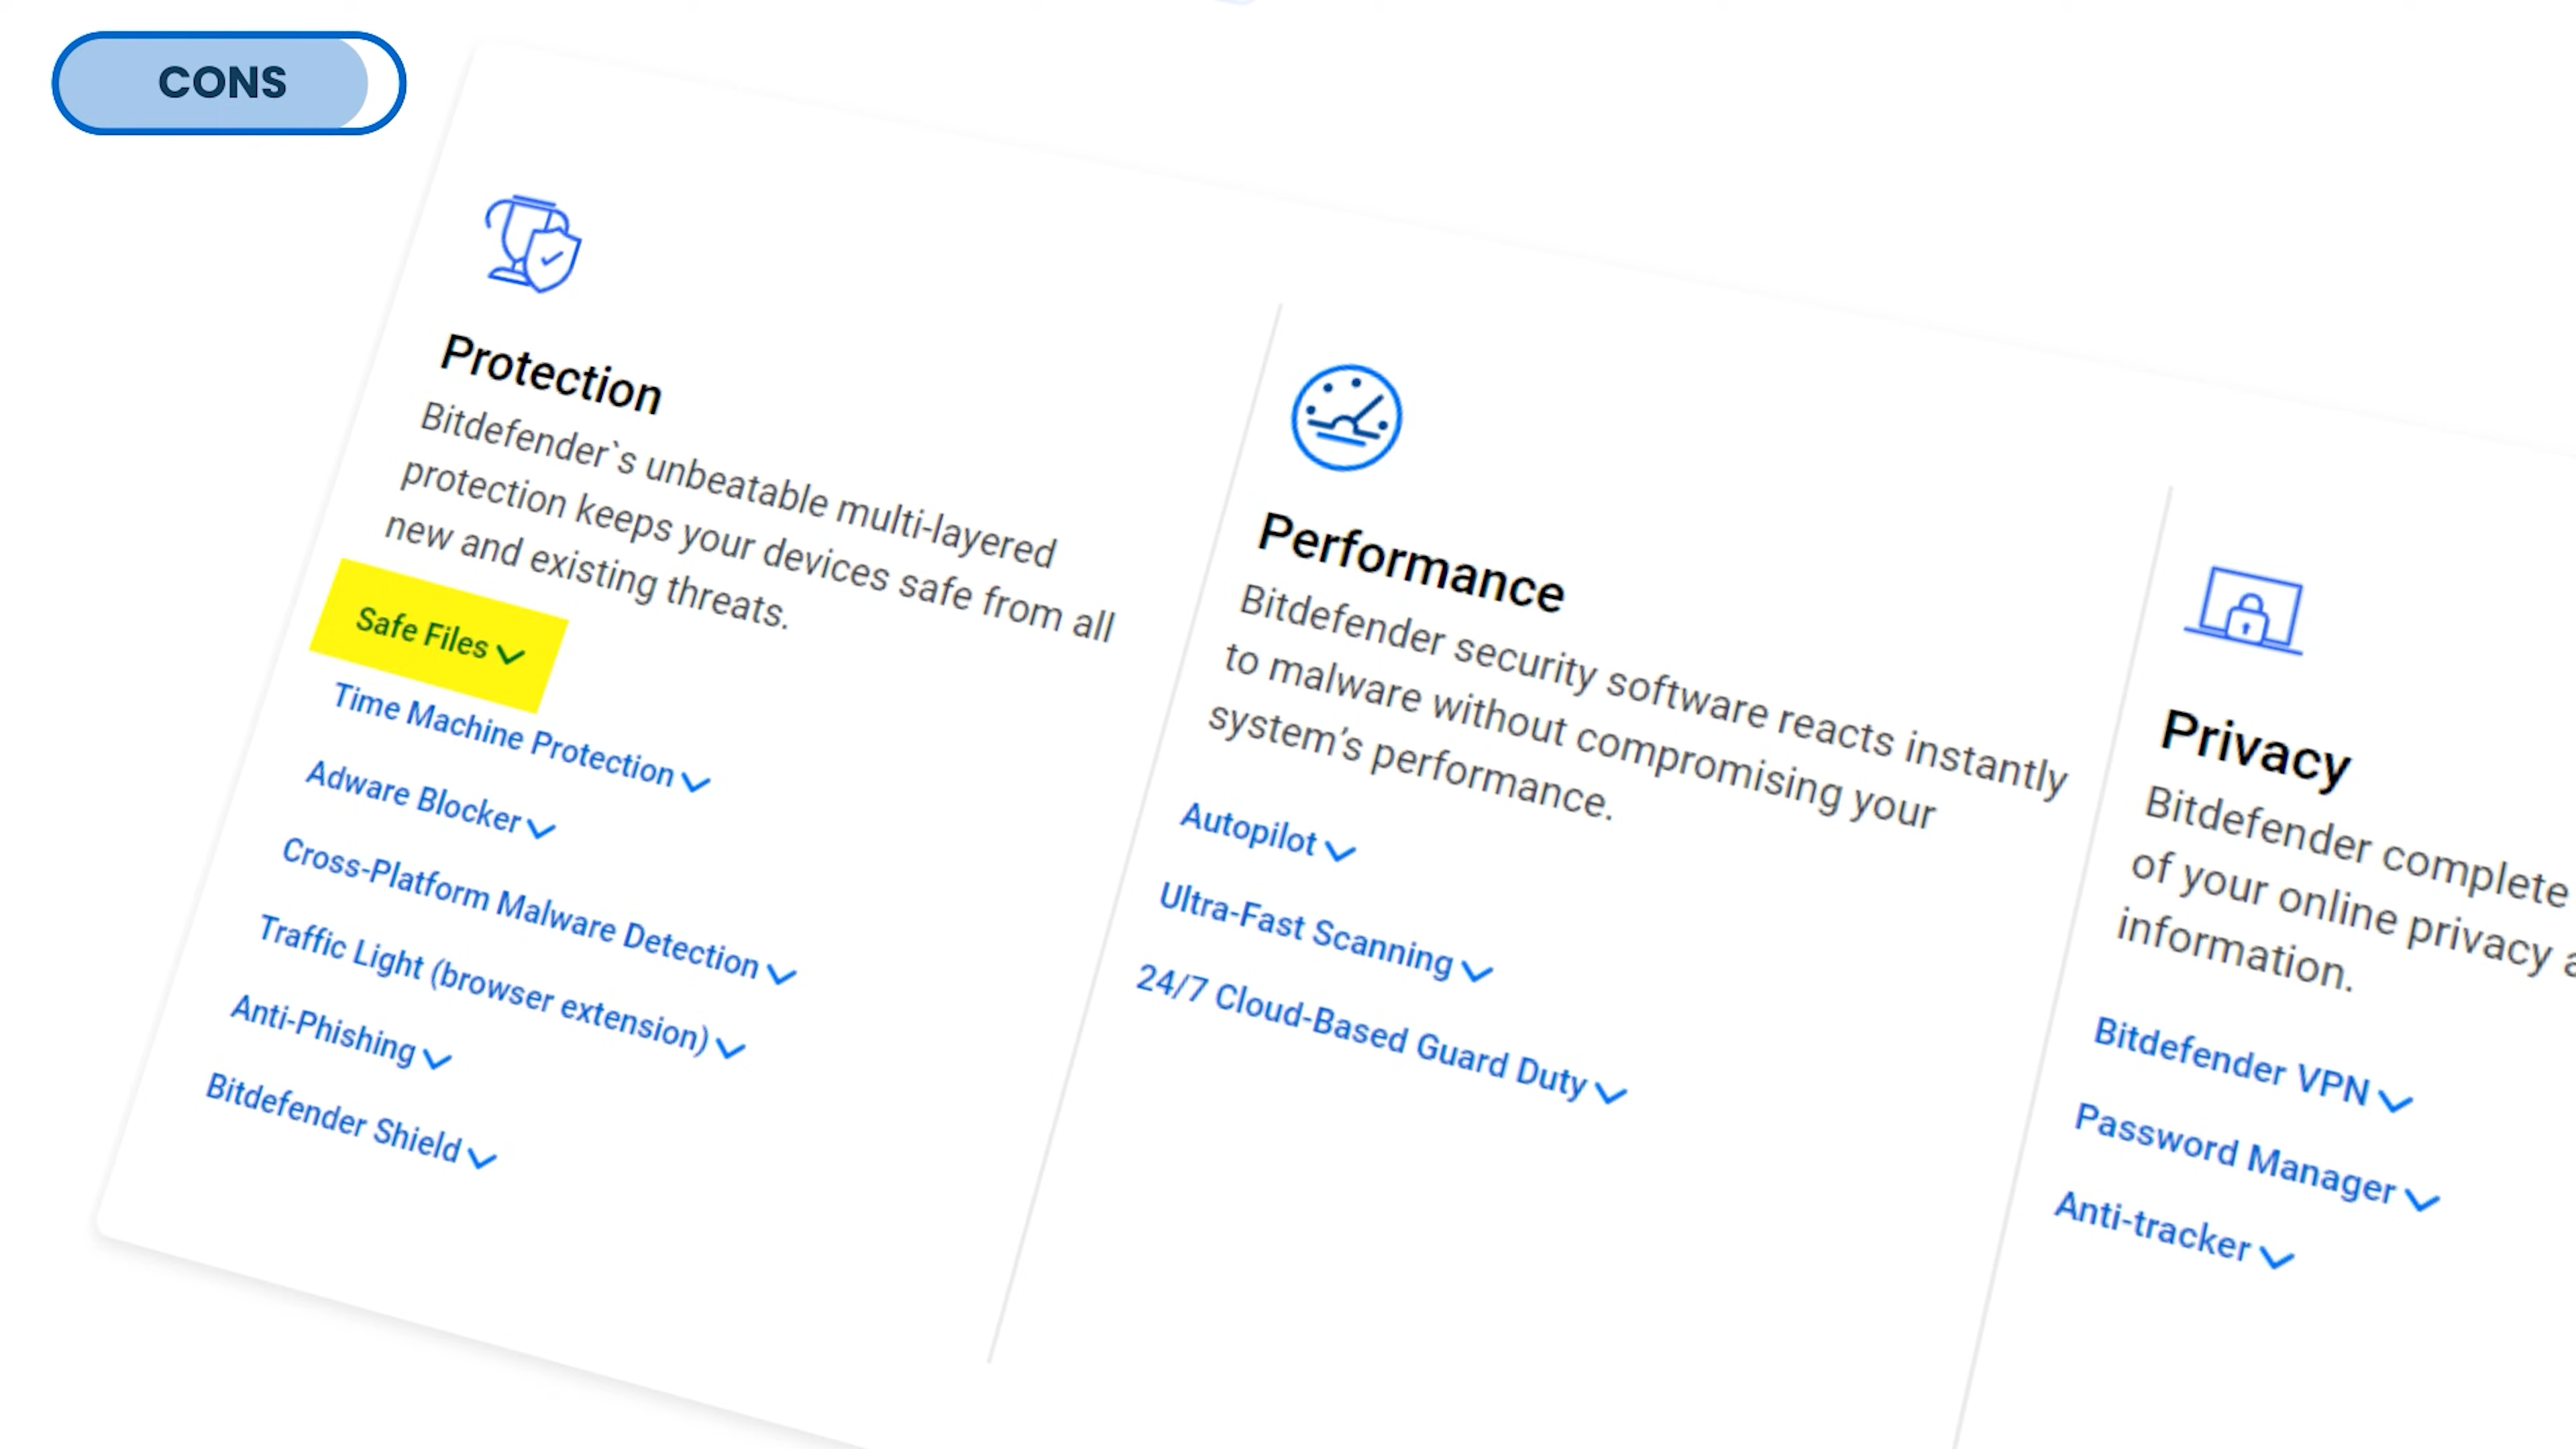 CONS
Protection
Bitdefender`s unbeatable multi-layered
protection keeps your devices safe from all
new and existing threats.
Safe Files
Time Machine Protection
Adware Blocker
Cross-Platform Malware Detection
Traffic Light (browser extension)
Anti-Phishing
Bitdefender Shield
Performance
Bitdefender security software reacts instantly
to malware without compromising your
system’s performance.
Autopilot
Ultra-Fast Scanning
24/7 Cloud-Based Guard Duty
Privacy
Bitdefender complete
of your online privacy
information.
Bitdefender VPN
Password Manager
Anti-tracker